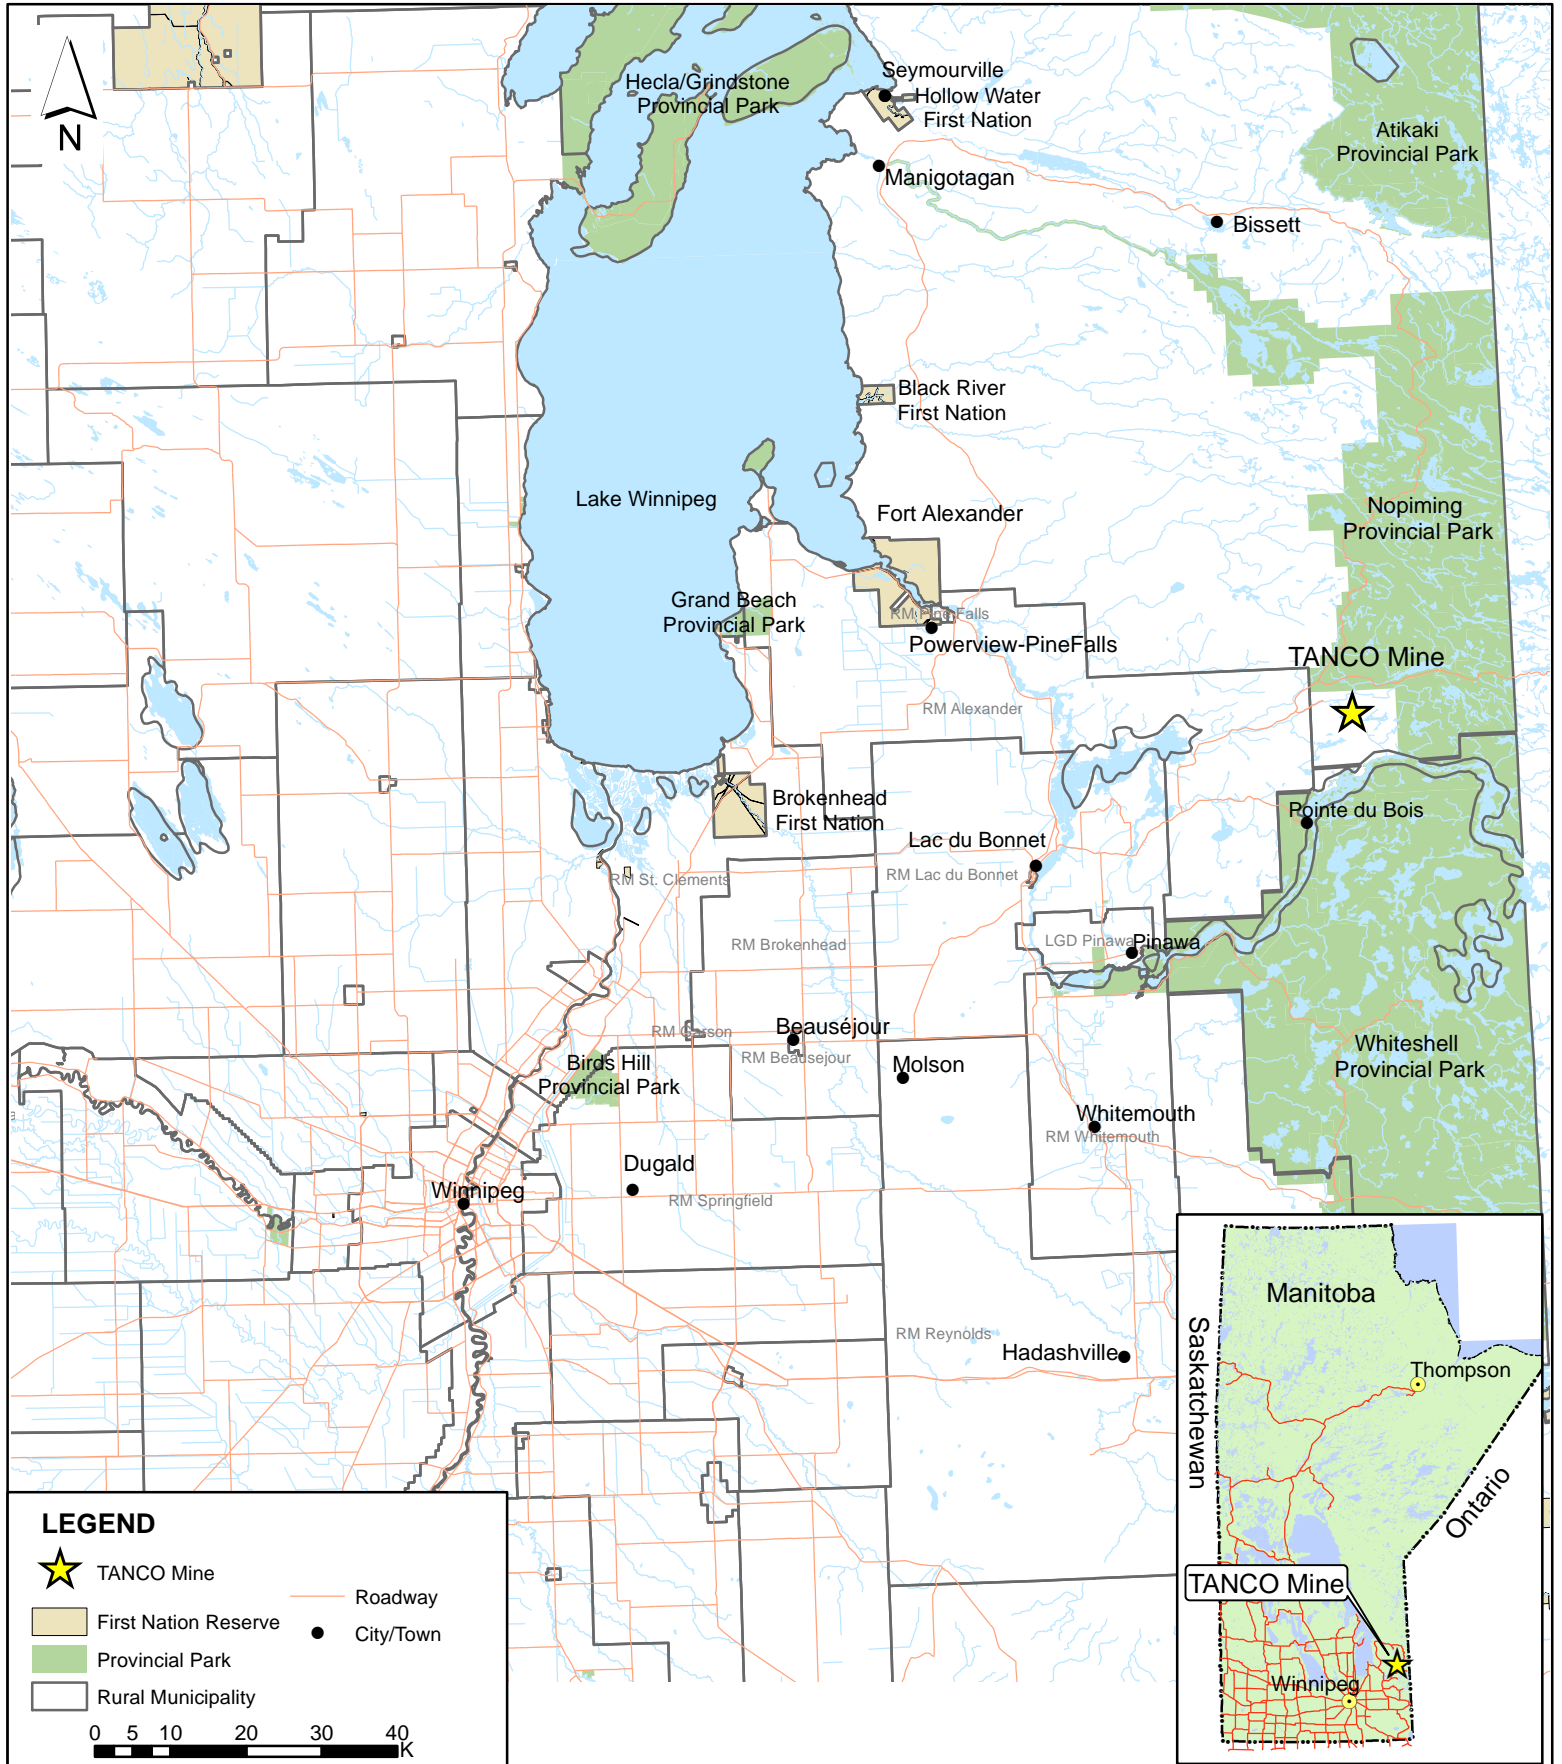 Hecla/Grindstone
Provincial Park
Seymourville
Hollow Water
First Nation
Atikaki
Provincial Park
N
Manigotagan
Bissett
Black River
First Nation
Lake Winnipeg
Nopiming
Provincial Park
Fort Alexander
Grand Beach
Provincial Park
RM Pine Falls
Powerview-PineFalls
TANCO Mine
RM Alexander
Brokenhead
First Nation
Pointe du Bois
Lac du Bonnet
RM Lac du Bonnet
RM St. Clements
RM Brokenhead
LGD Pinawa
Pinawa
RM Garson
Beauséjour
RM Beausejour
Whiteshell
Provincial Park
Birds Hill
Provincial Park
Molson
Whitemouth
RM Whitemouth
Dugald
Winnipeg
RM Springfield
RM Reynolds
Hadashville
Manitoba
Saskatchewan
Thompson
Ontario
TANCO Mine
Winnipeg
LEGEND
TANCO Mine
First Nation Reserve
Provincial Park
Rural Municipality
Roadway
City/Town
0 5 10 20 30 40
K